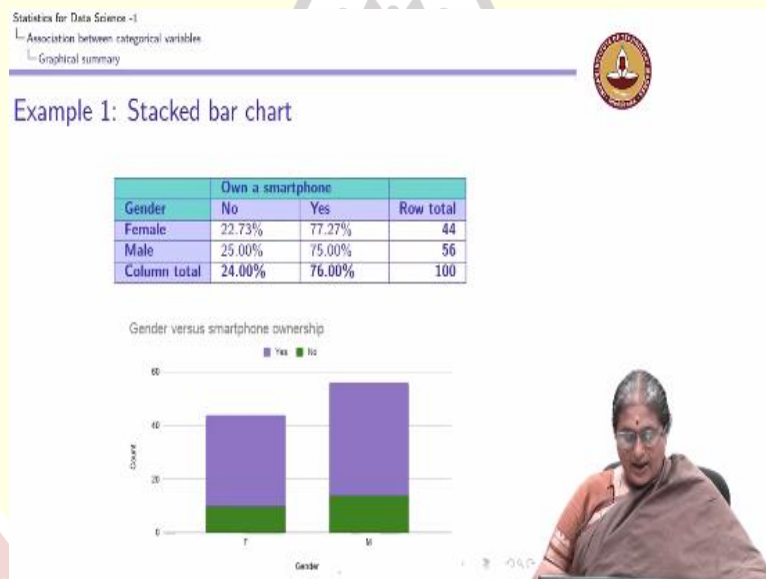 Statistics for Data Science -1
Association between categorical variables
Graphical summary
Example 1: Stacked bar chart
Own a smartphone
Gender No Yes Row total
Female 22.73% 77.27% 44
Male 25.00% 75.00% 56
Column total 24.00% 76.00% 100
Gender versus smartphone ownership
Yes No
60
40
20
0
Count
F M
Gender